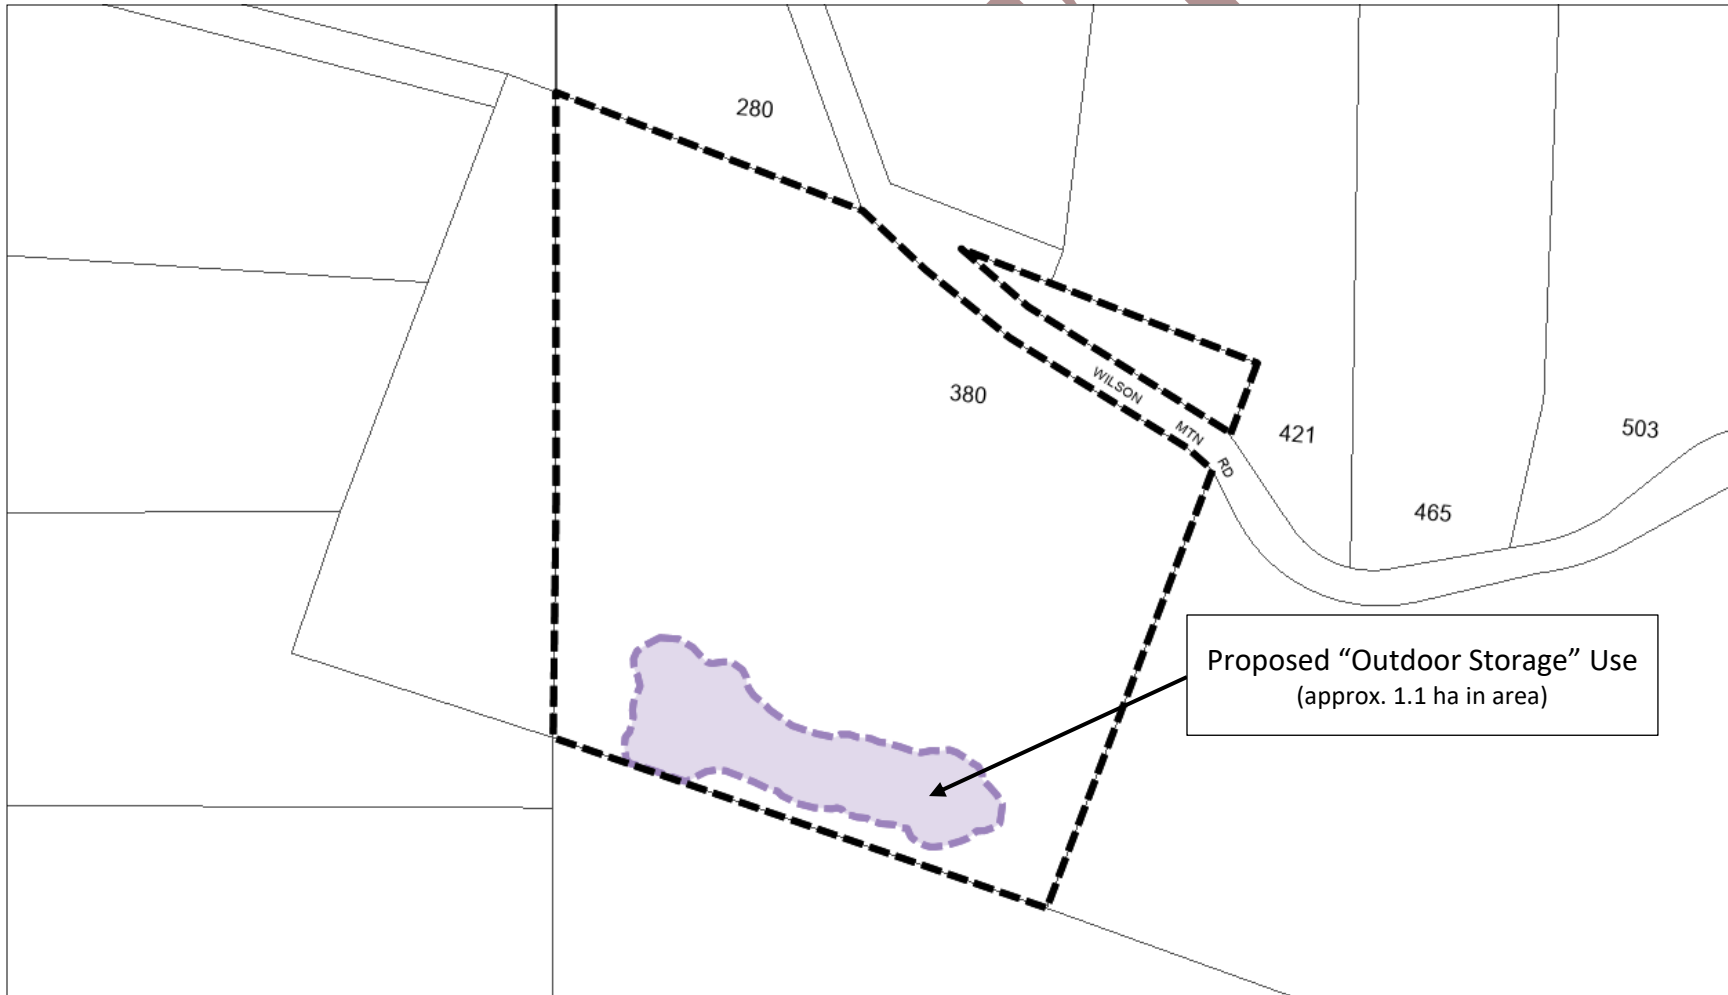 280
380
WILSON
MTN
RD
421
503
465
Proposed “Outdoor Storage” Use
(approx. 1.1 ha in area)